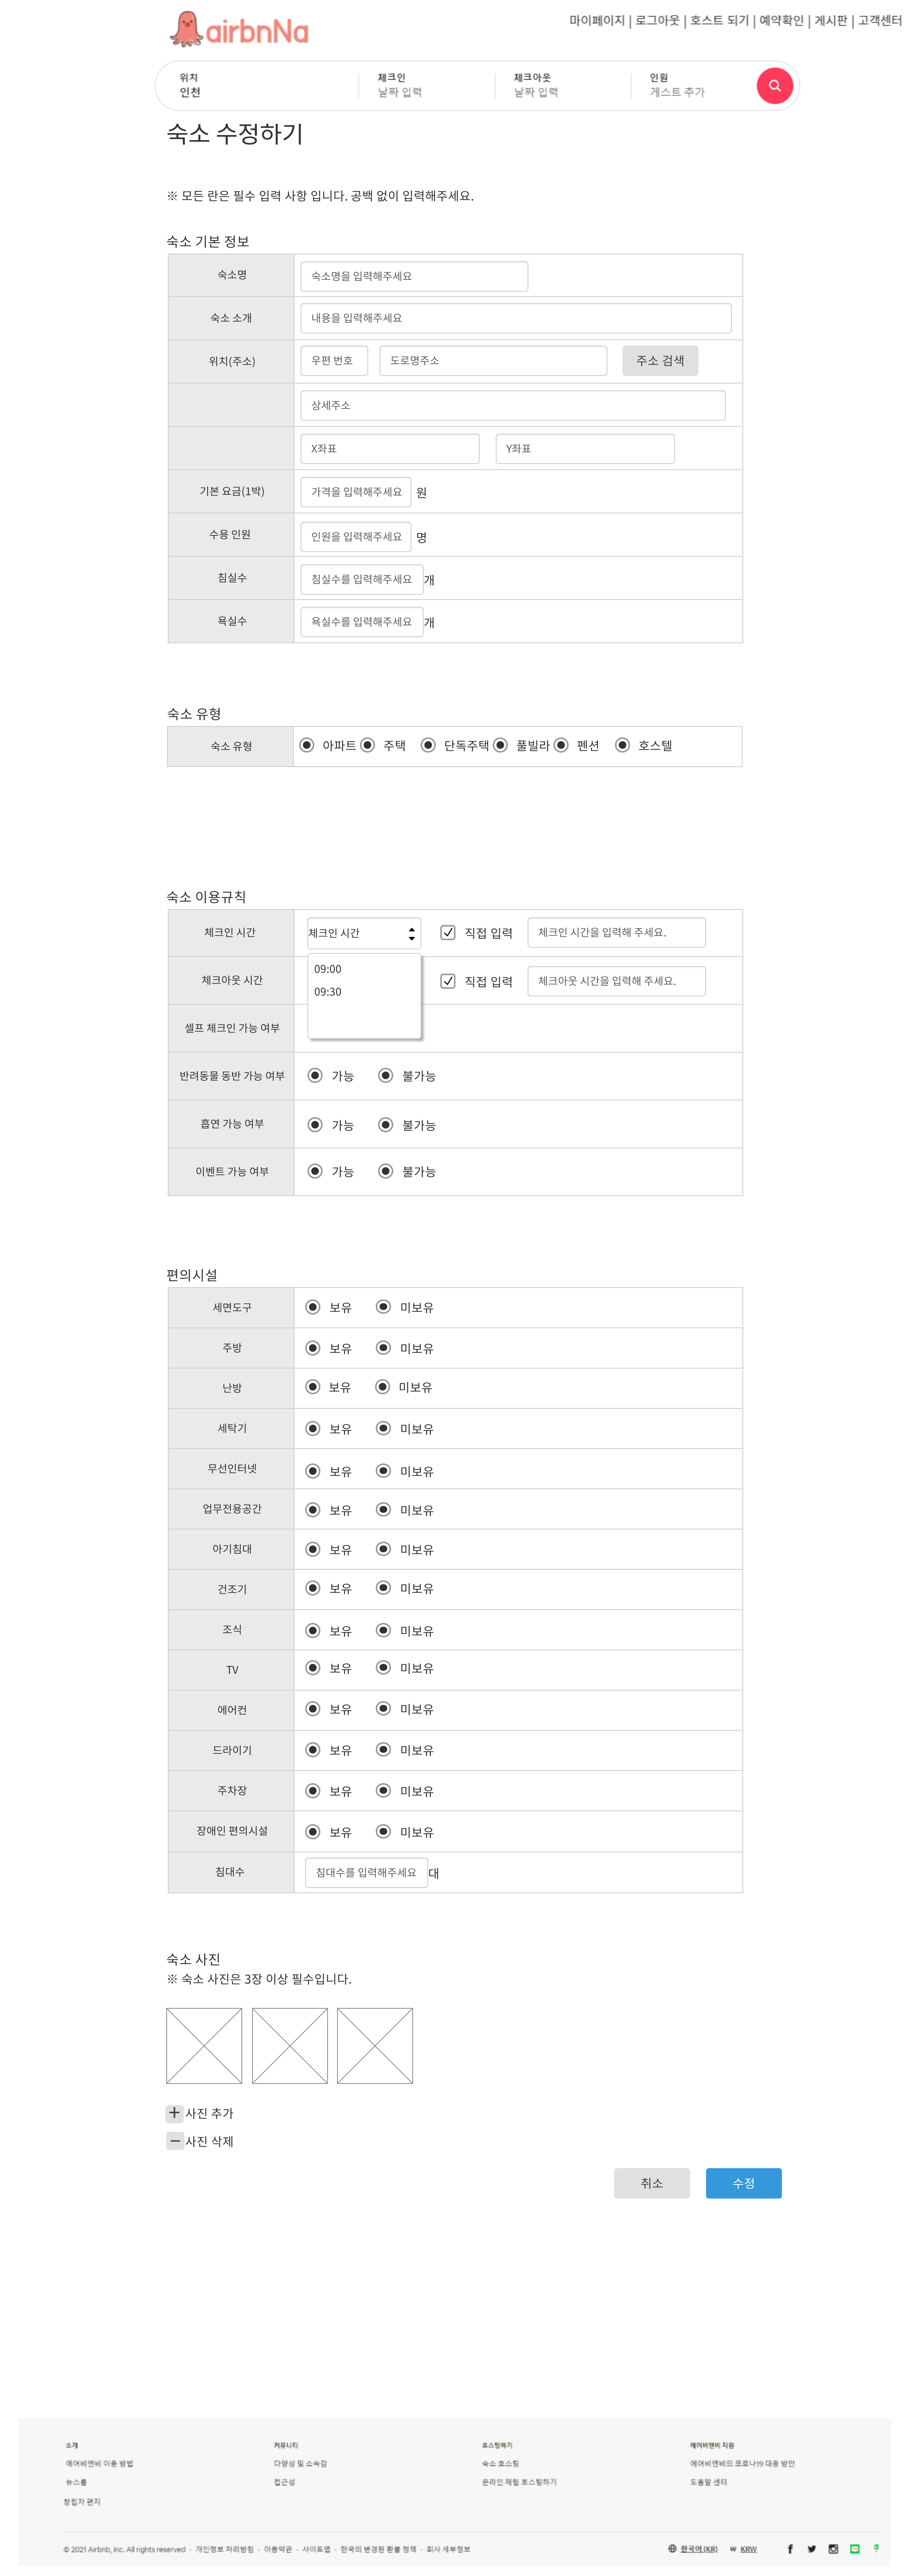 airbnNa
마이페이지 | 로그아웃 | 호스트 되기 | 예약확인 | 게시판 | 고객센터
위치 체크인 체크아웃 인원
인천 날짜 입력 날짜 입력 게스트 추가
숙소 수정하기
※ 모든 란은 필수 입력 사항 입니다. 공백 없이 입력해주세요.
숙소 기본 정보
숙소명 숙소명을 입력해주세요
숙소 소개 내용을 입력해주세요
위치(주소) 우편 번호 도로명주소 주소 검색
상세주소
X좌표 Y좌표
기본 요금(1박) 가격을 입력해주세요 원
수용 인원 인원을 입력해주세요 명
침실수 침실수를 입력해주세요 개
욕실수 욕실수를 입력해주세요 개
숙소 유형
숙소 유형 아파트 주택 단독주택 풀빌라 펜션 호스텔
숙소 이용규칙
체크인 시간 체크인 시간 직접 입력 체크인 시간을 입력해 주세요.
09:00
체크아웃 시간 직접 입력 체크아웃 시간을 입력해 주세요.
09:30
셀프 체크인 가능 여부
반려동물 동반 가능 여부 가능 불가능
흡연 가능 여부 가능 불가능
이벤트 가능 여부 가능 불가능
편의시설
세면도구 보유 미보유
주방 보유 미보유
난방 보유 미보유
세탁기 보유 미보유
무선인터넷 보유 미보유
업무전용공간 보유 미보유
아기침대 보유 미보유
건조기 보유 미보유
조식 보유 미보유
TV 보유 미보유
에어컨 보유 미보유
드라이기 보유 미보유
주차장 보유 미보유
장애인 편의시설 보유 미보유
침대수 침대수를 입력해주세요 대
숙소 사진
※ 숙소 사진은 3장 이상 필수입니다.
사진 추가
사진 삭제
취소 수정
소개 커뮤니티 호스팅하기 에어비앤비 지원
에어비앤비 이용 방법 다양성 및 소속감 숙소 호스팅 에어비앤비의 코로나19 대응 방안
뉴스룸 접근성 온라인 체험 호스팅하기 도움말 센터
창립자 편지
© 2021 Airbnb, Inc. All rights reserved · 개인정보 처리방침 · 이용약관 · 사이트맵 · 한국의 변경된 환불 정책 · 회사 세부정보 한국어 (KR) ₩ KRW